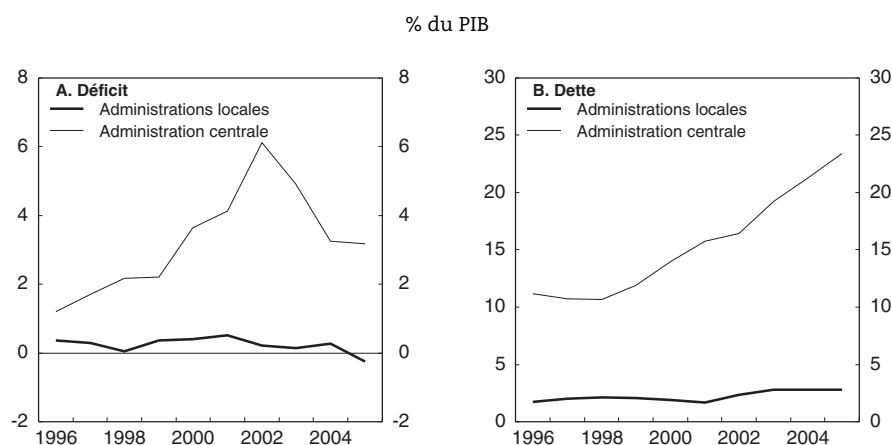 % du PIB
A. Déficit
Administrations locales
Administration centrale
8
6
4
2
0
-2
8
6
4
2
0
-2
1996 1998 2000 2002 2004
B. Dette
Administrations locales
Administration centrale
30
25
20
15
10
5
0
30
25
20
15
10
5
0
1996 1998 2000 2002 2004